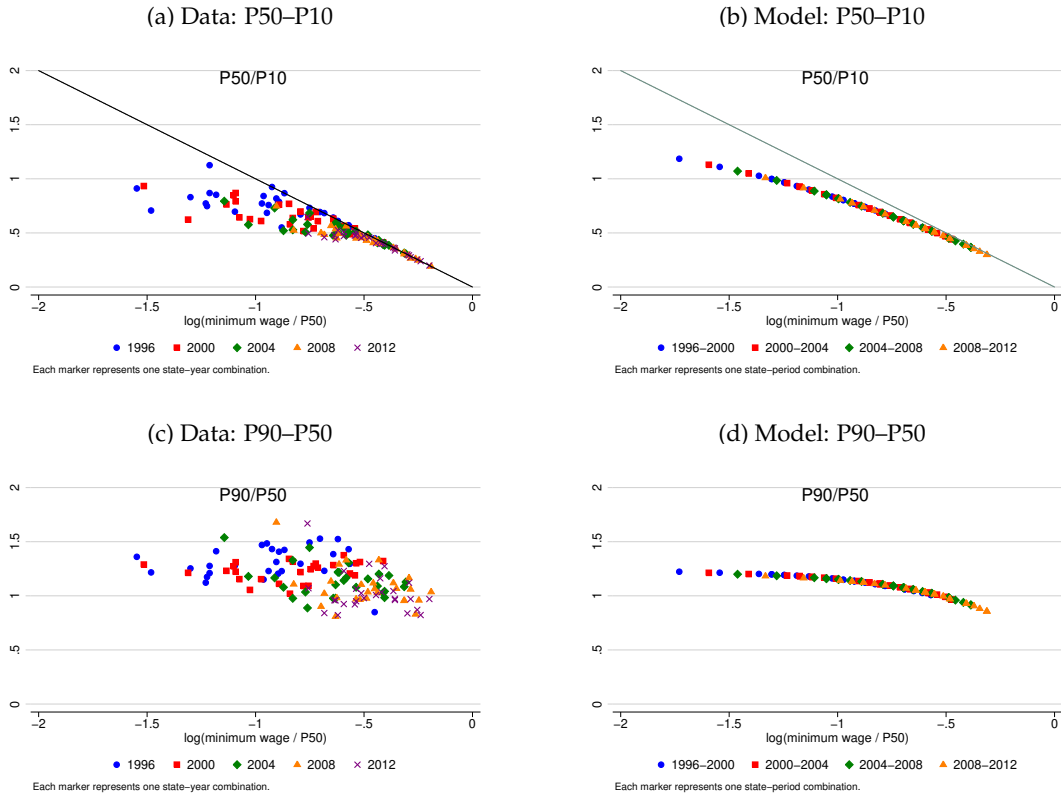 (a) Data: P50–P10
P50/P10
2
1.5
1
.5
0
−2 −1.5 −1 −.5 0
log(minimum wage / P50)
1996 2000 2004 2008 2012
Each marker represents one state−year combination.
(b) Model: P50–P10
P50/P10
2
1.5
1
.5
0
−2 −1.5 −1 −.5 0
log(minimum wage / P50)
1996−2000 2000−2004 2004−2008 2008−2012
Each marker represents one state−period combination.
(c) Data: P90–P50
P90/P50
2
1.5
1
.5
0
−2 −1.5 −1 −.5 0
log(minimum wage / P50)
1996 2000 2004 2008 2012
Each marker represents one state−year combination.
(d) Model: P90–P50
P90/P50
2
1.5
1
.5
0
−2 −1.5 −1 −.5 0
log(minimum wage / P50)
1996−2000 2000−2004 2004−2008 2008−2012
Each marker represents one state−period combination.